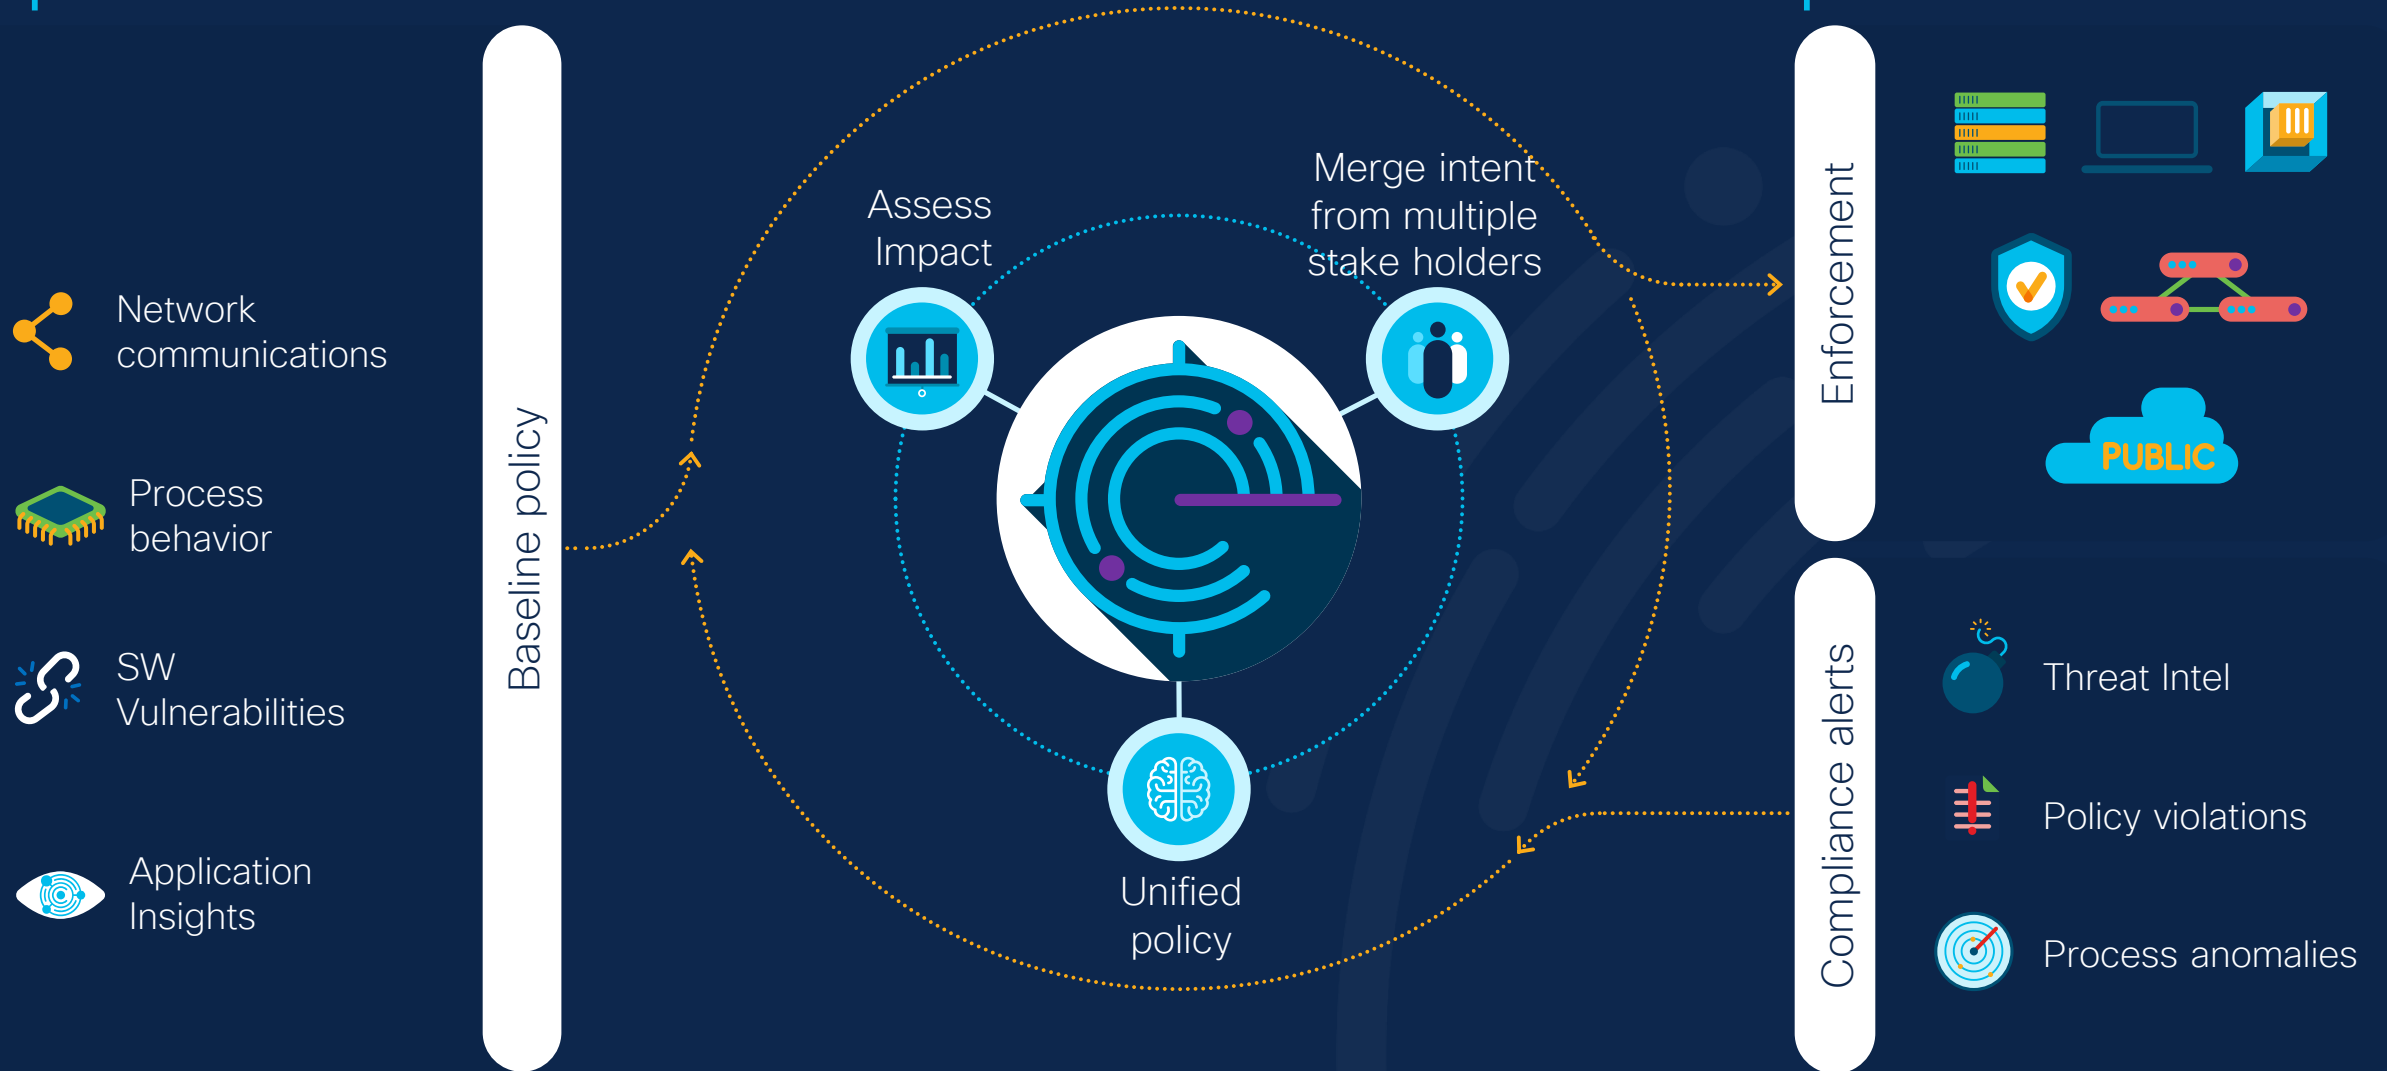 Network
communications
Process
behavior
SW
Vulnerabilities
Application
Insights
Baseline policy
Assess
Impact
Merge intent
from multiple
stake holders
Unified
policy
Enforcement
PUBLIC
Compliance alerts
Threat Intel
Policy violations
Process anomalies